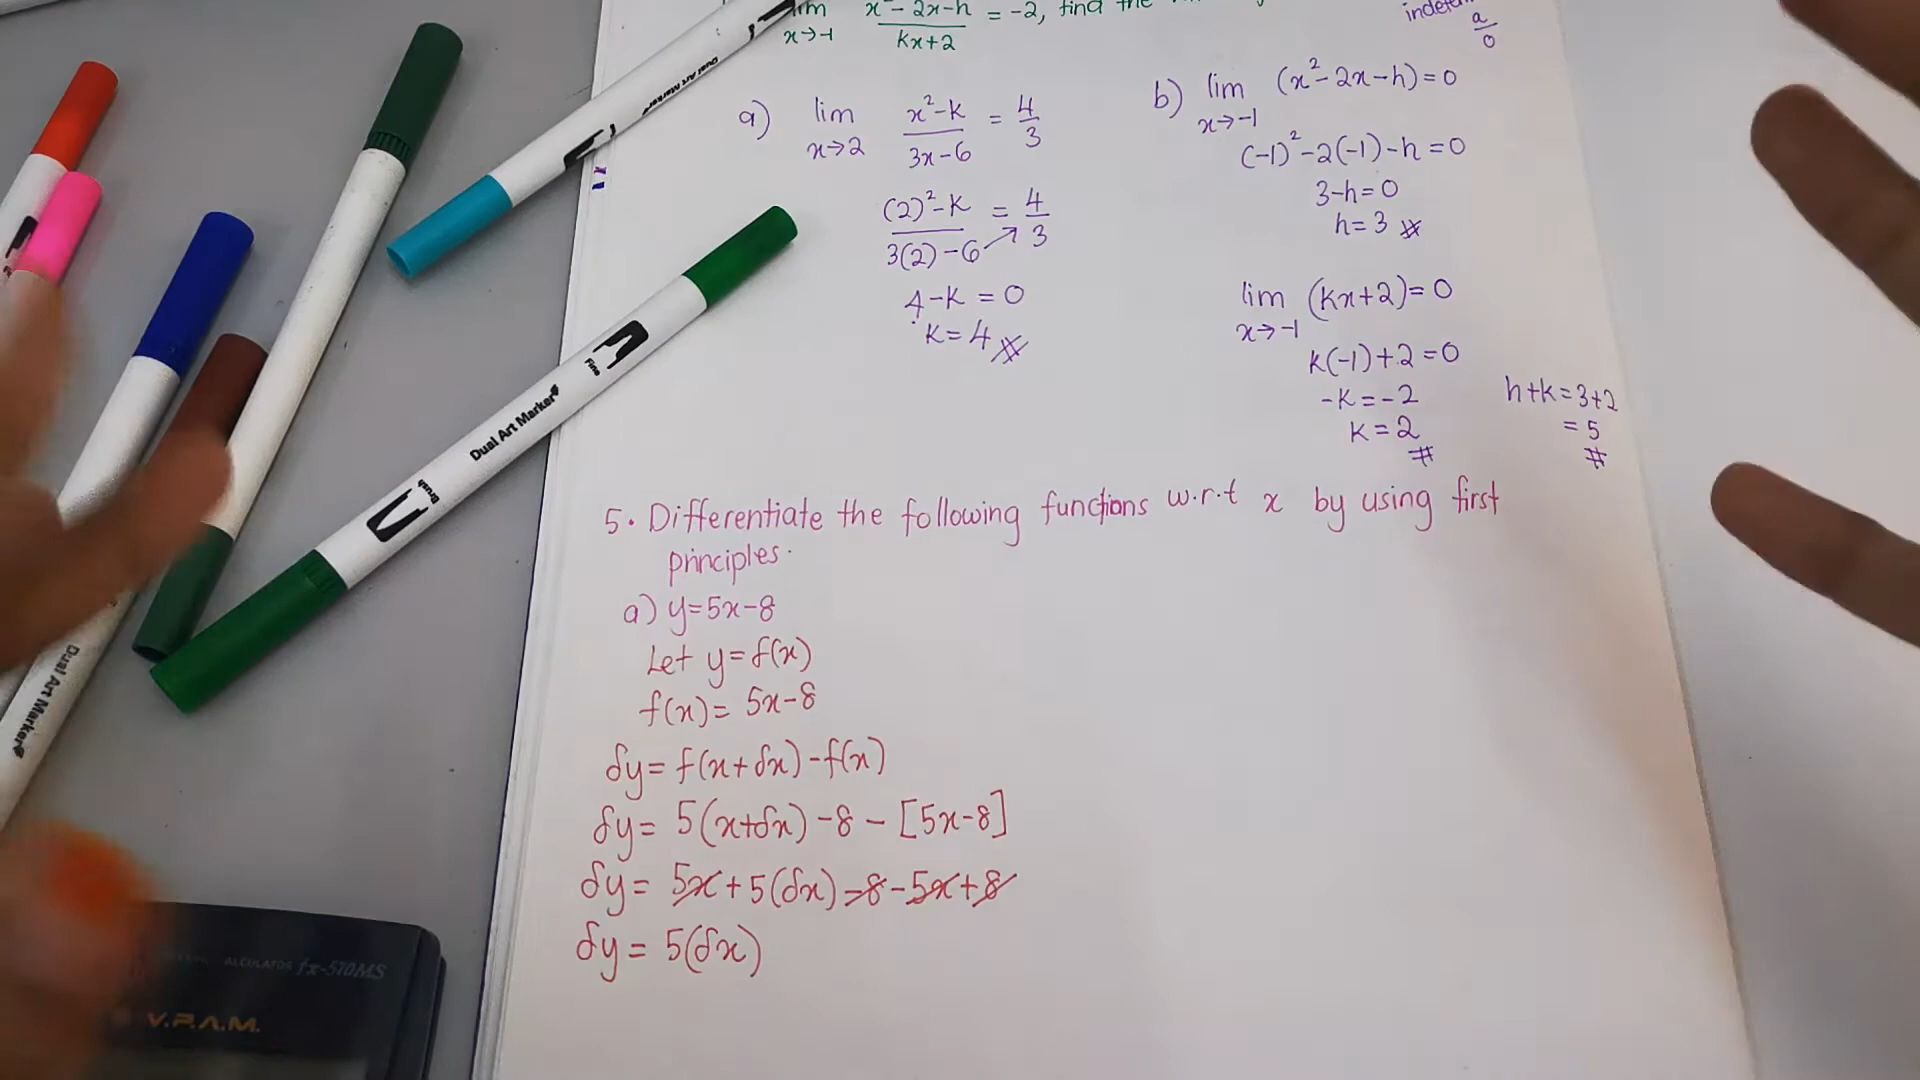 lim x→-1 x² - 2x - h / kx+2 = -2, find the
a/0
a) lim x→2 x²-k / 3x-6 = 4/3
(2)²-k / 3(2)-6 = 4/3
4-k = 0
k = 4
b) lim x→-1 (x²-2x-h) = 0
(-1)²-2(-1)-h = 0
3-h = 0
h = 3
lim x→-1 (kx+2) = 0
k(-1)+2 = 0
-k = -2
k = 2
h+k = 3+2
= 5
5. Differentiate the following functions w.r.t x by using first
principles.
a) y=5x-8
Let y=f(x)
f(x)= 5x-8
δy= f(x+δx)-f(x)
δy= 5(x+δx)-8-[5x-8]
δy= 5x+5(δx)-8-5x+8
δy= 5(δx)
Dual Art Marker
Fine
Brush
Dual Art Marker
Dual Art Marker
fx-570MS
V.P.A.M.